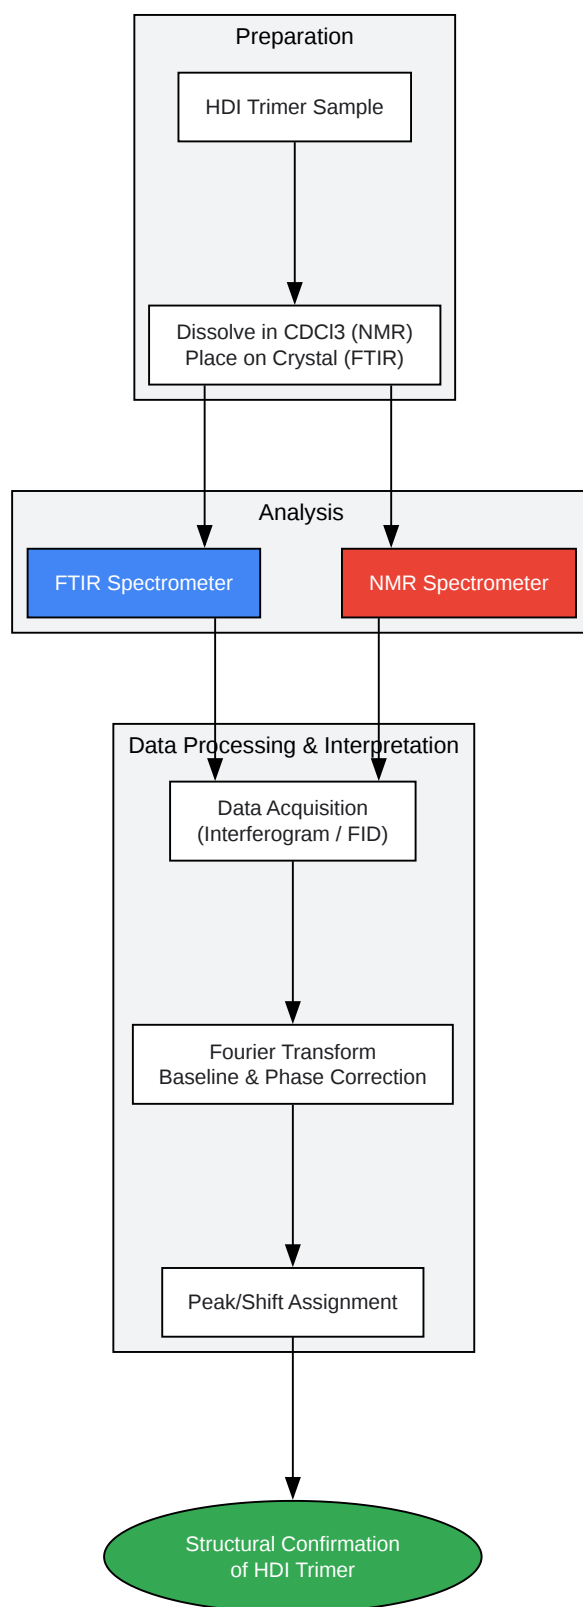 Preparation
HDI Trimer Sample
Dissolve in CDCl3 (NMR)
Place on Crystal (FTIR)
Analysis
FTIR Spectrometer
NMR Spectrometer
Data Processing & Interpretation
Data Acquisition
(Interferogram / FID)
Fourier Transform
Baseline & Phase Correction
Peak/Shift Assignment
Structural Confirmation
of HDI Trimer